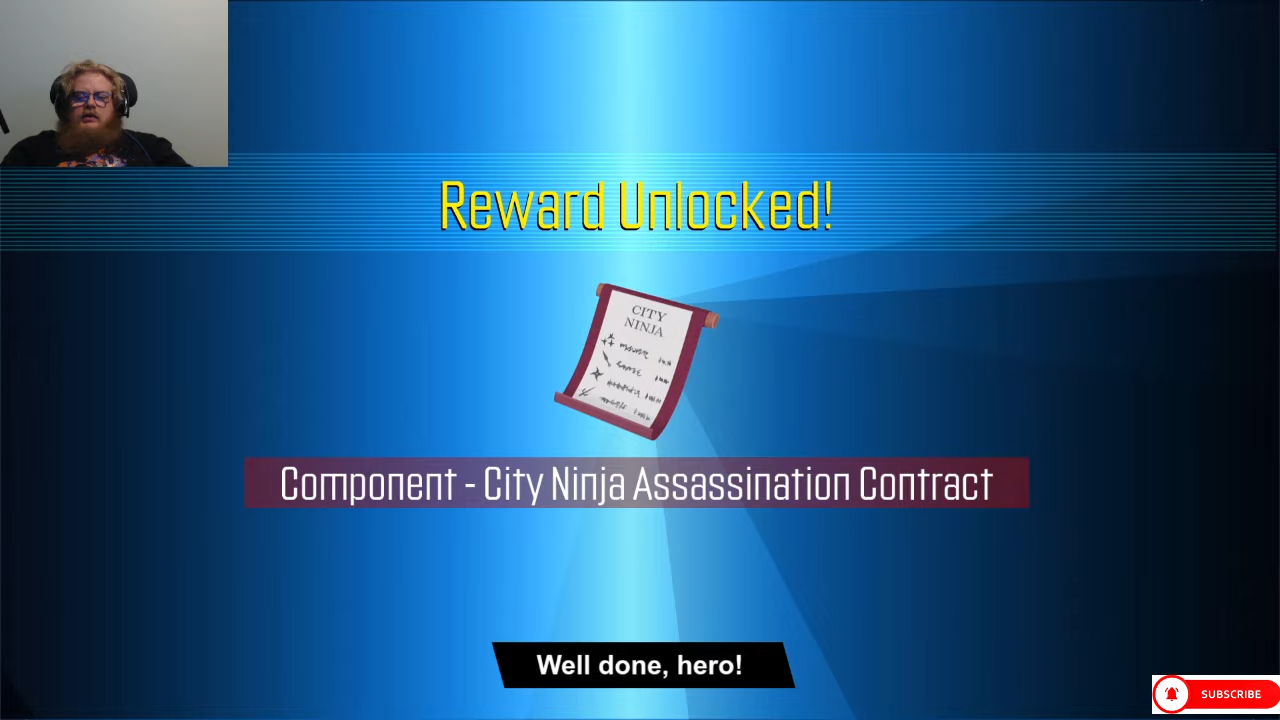 Reward Unlocked!
CITY
NINJA
Component - City Ninja Assassination Contract
Well done, hero!
SUBSCRIBE